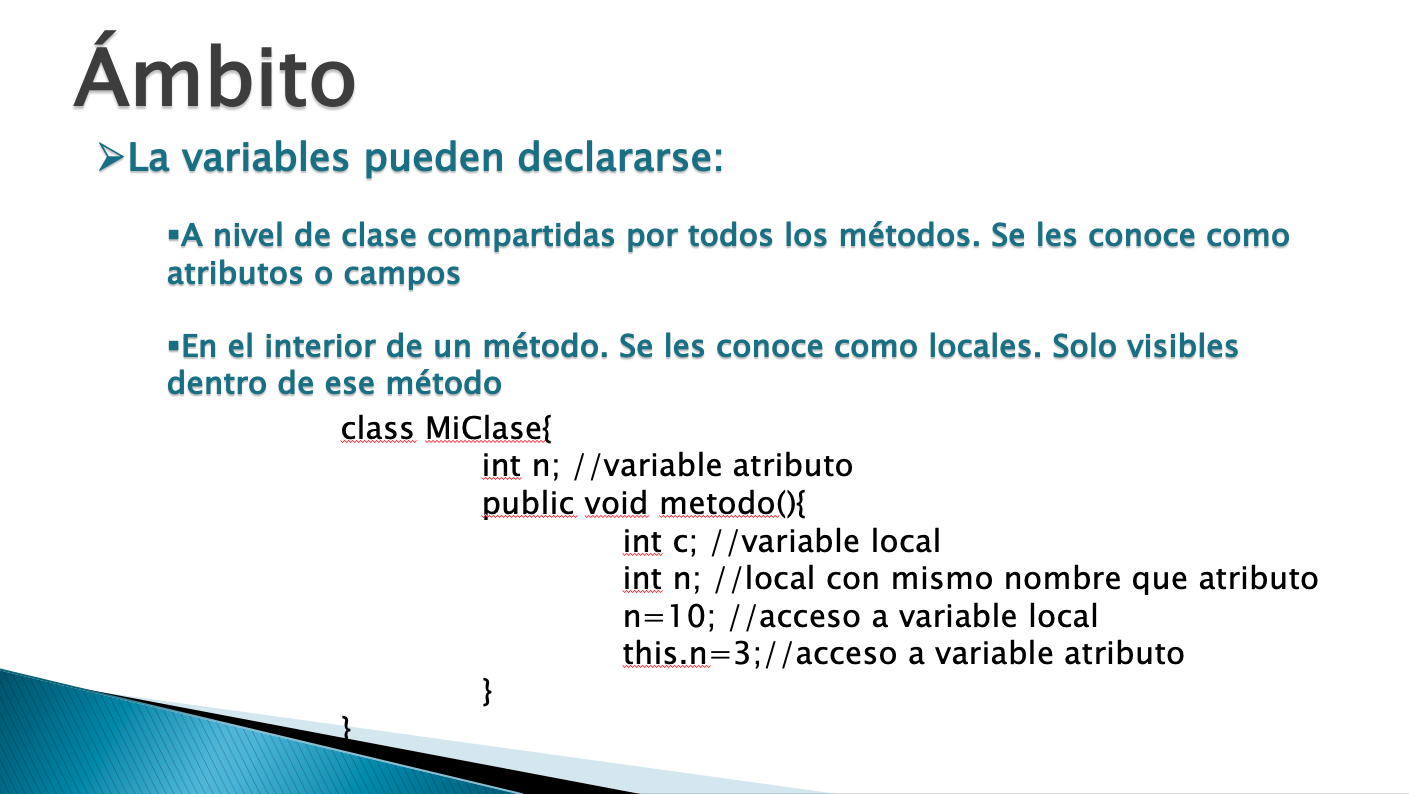 Ámbito
➢La variables pueden declararse:
▪A nivel de clase compartidas por todos los métodos. Se les conoce como
atributos o campos
▪En el interior de un método. Se les conoce como locales. Solo visibles
dentro de ese método
class MiClase{
int n; //variable atributo
public void metodo(){
int c; //variable local
int n; //local con mismo nombre que atributo
n=10; //acceso a variable local
this.n=3;//acceso a variable atributo
}
}